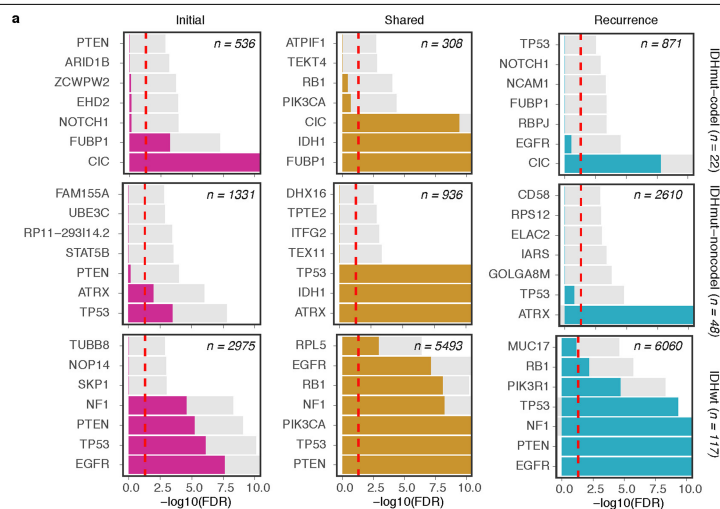 a
Initial
Shared
Recurrence
PTEN
ARID1B
ZCWPW2
EHD2
NOTCH1
FUBP1
CIC
n = 536
ATPIF1
TEKT4
RB1
PIK3CA
CIC
IDH1
FUBP1
n = 308
TP53
NOTCH1
NCAM1
FUBP1
RBPJ
EGFR
CIC
n = 871
IDHmut-codel (n = 22)
FAM155A
UBE3C
RP11−293I14.2
STAT5B
PTEN
ATRX
TP53
n = 1331
DHX16
TPTE2
ITFG2
TEX11
TP53
IDH1
ATRX
n = 936
CD58
RPS12
ELAC2
IARS
GOLGA8M
TP53
ATRX
n = 2610
IDHmut-noncodel (n = 48)
TUBB8
NOP14
SKP1
NF1
PTEN
TP53
EGFR
n = 2975
RPL5
EGFR
RB1
NF1
PIK3CA
TP53
PTEN
n = 5493
MUC17
RB1
PIK3R1
TP53
NF1
PTEN
EGFR
n = 6060
IDHwt (n = 117)
0.0 2.5 5.0 7.5 10.0
−log10(FDR)
0.0 2.5 5.0 7.5 10.0
−log10(FDR)
0.0 2.5 5.0 7.5 10.0
−log10(FDR)